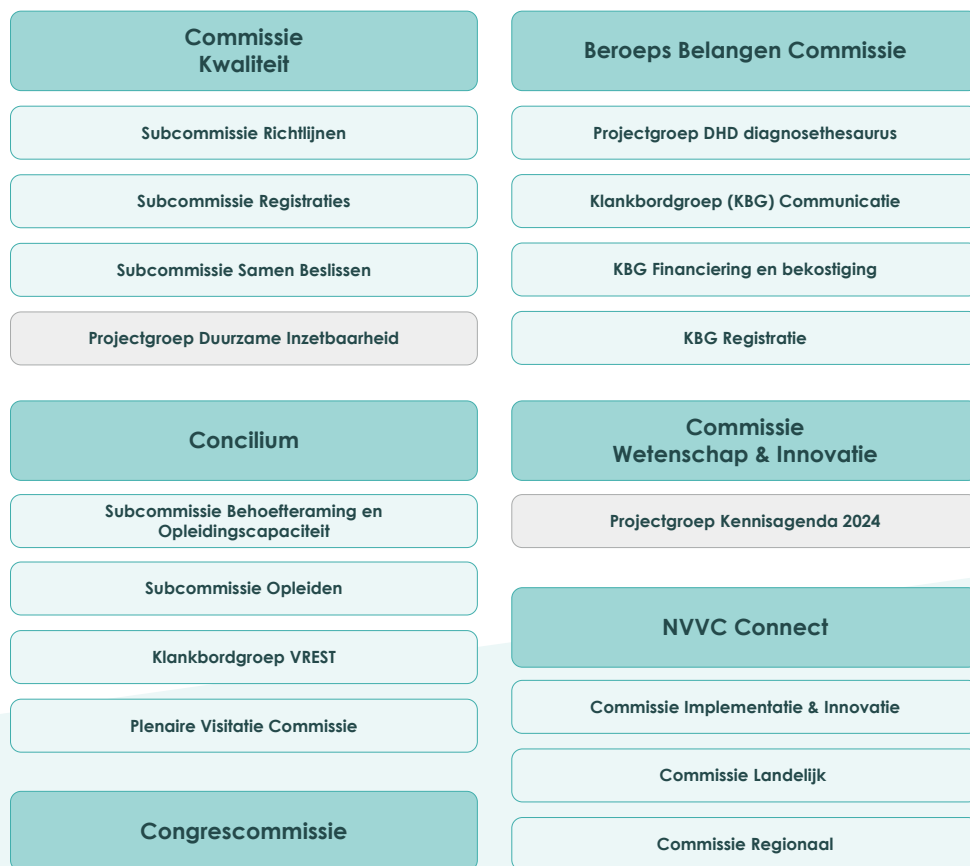 Commissie
Kwaliteit
Subcommissie Richtlijnen
Subcommissie Registraties
Subcommissie Samen Beslissen
Projectgroep Duurzame Inzetbaarheid
Beroeps Belangen Commissie
Projectgroep DHD diagnosethesaurus
Klankbordgroep (KBG) Communicatie
KBG Financiering en bekostiging
KBG Registratie
Concilium
Subcommissie Behoefteraming en
Opleidingscapaciteit
Subcommissie Opleiden
Klankbordgroep VREST
Plenaire Visitatie Commissie
Commissie
Wetenschap & Innovatie
Projectgroep Kennisagenda 2024
NVVC Connect
Commissie Implementatie & Innovatie
Commissie Landelijk
Commissie Regionaal
Congrescommissie